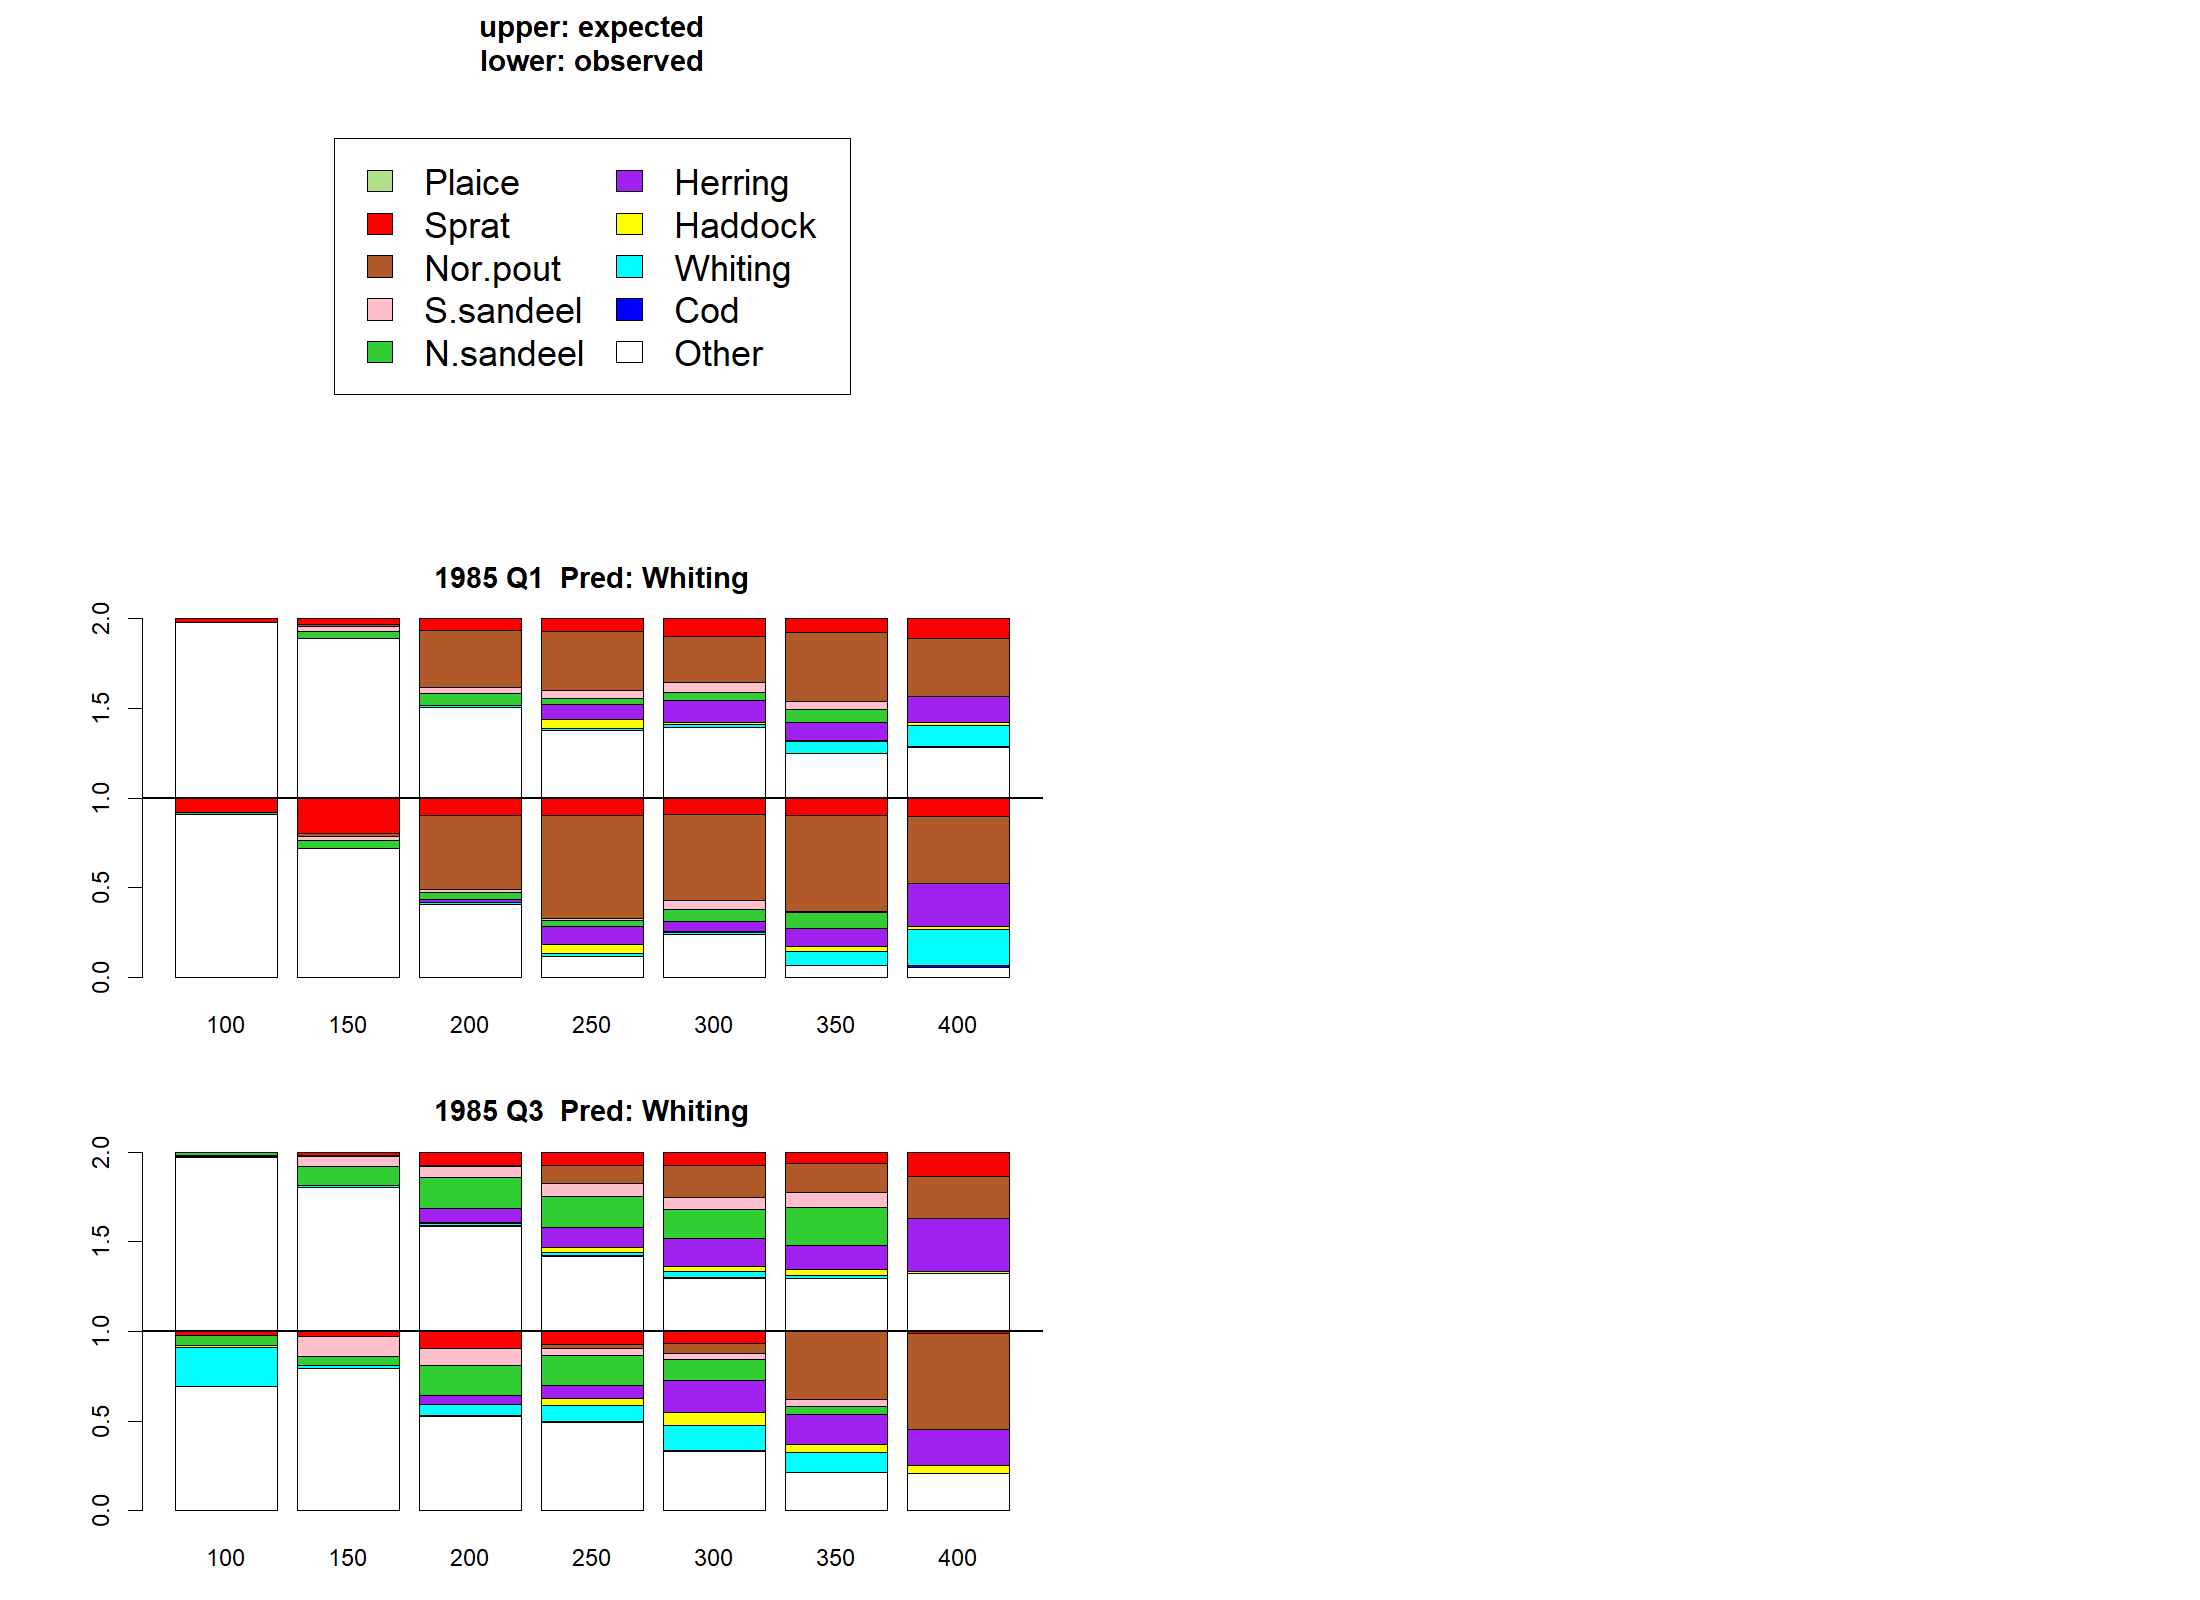 upper: expected
lower: observed
Plaice
Sprat
Nor.pout
S.sandeel
N.sandeel
Herring
Haddock
Whiting
Cod
Other
1985 Q1  Pred: Whiting
2.0
1.5
1.0
0.5
0.0
100 150 200 250 300 350 400
1985 Q3  Pred: Whiting
2.0
1.5
1.0
0.5
0.0
100 150 200 250 300 350 400